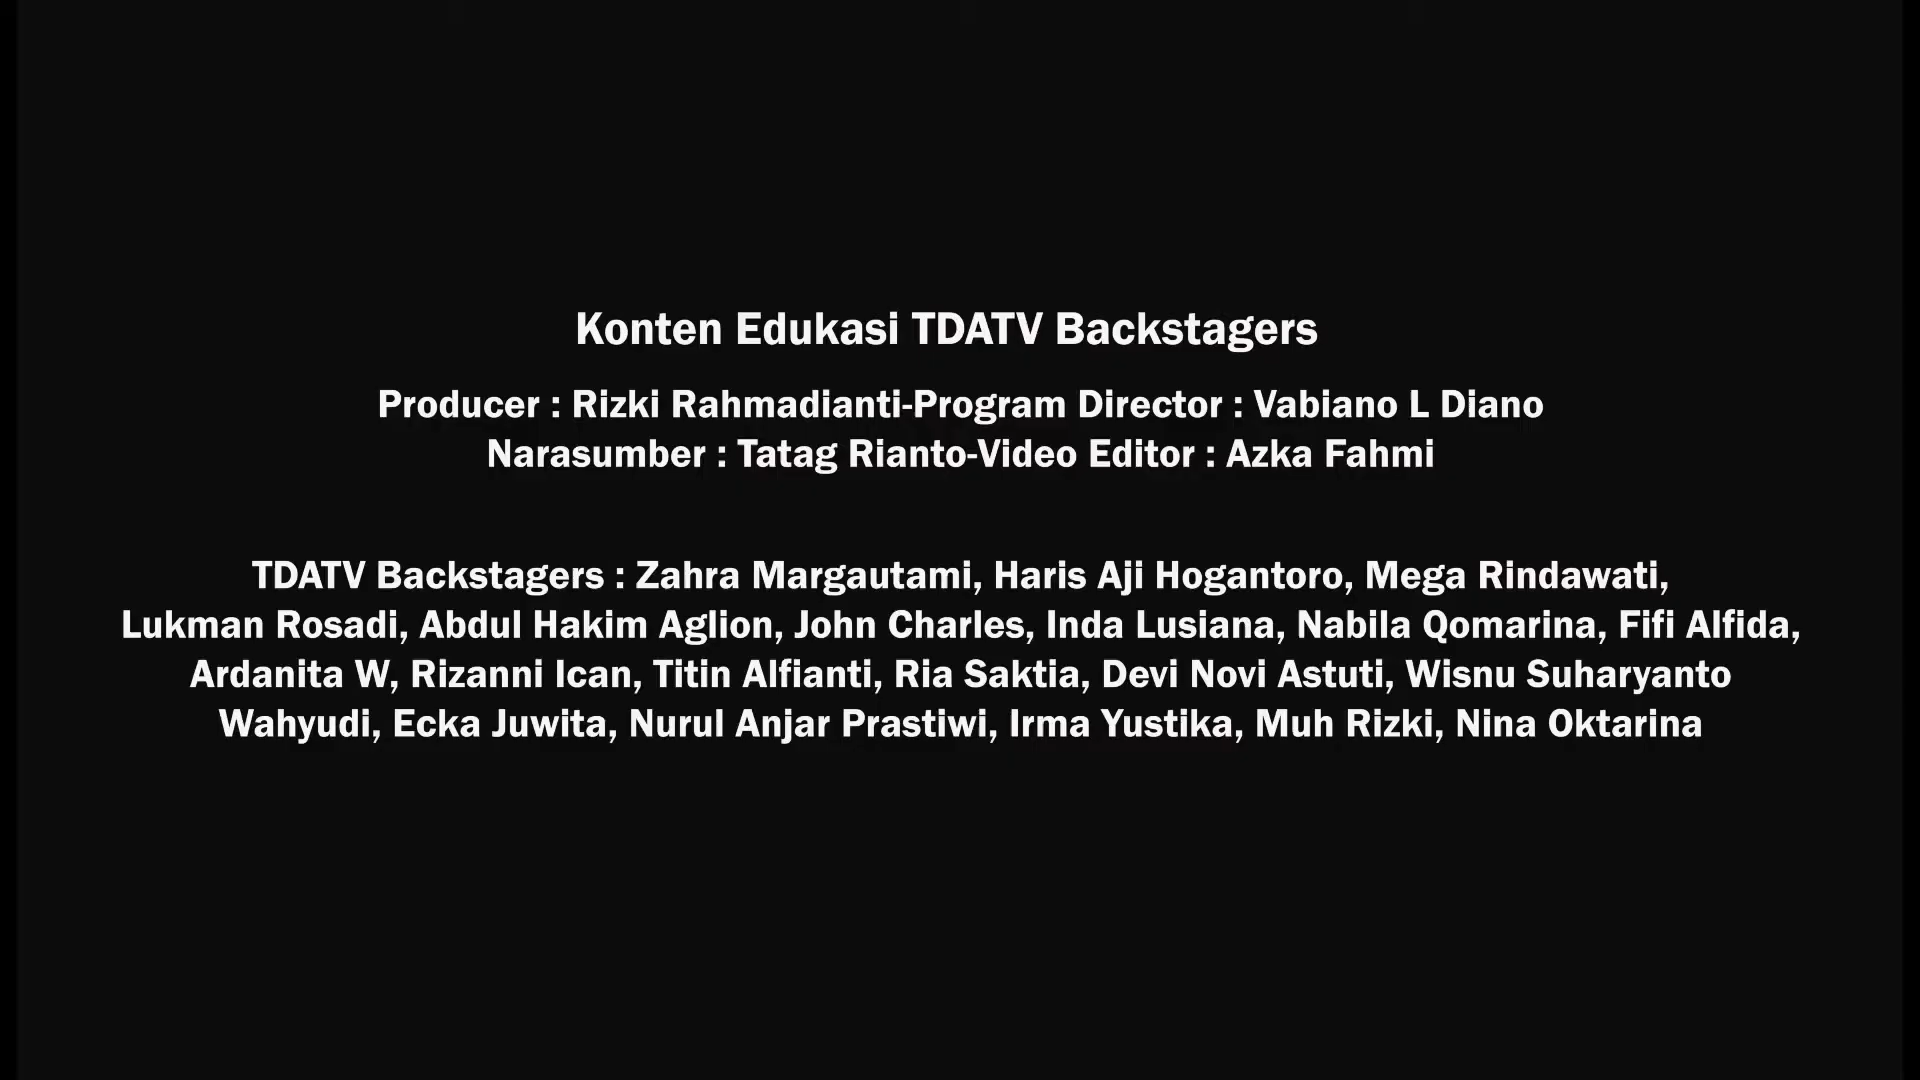 Konten Edukasi TDATV Backstagers
Producer : Rizki Rahmadianti-Program Director : Vabiano L Diano
Narasumber : Tatag Rianto-Video Editor : Azka Fahmi
TDATV Backstagers : Zahra Margautami, Haris Aji Hogantoro, Mega Rindawati,
Lukman Rosadi, Abdul Hakim Aglion, John Charles, Inda Lusiana, Nabila Qomarina, Fifi Alfida,
Ardanita W, Rizanni Ican, Titin Alfianti, Ria Saktia, Devi Novi Astuti, Wisnu Suharyanto
Wahyudi, Ecka Juwita, Nurul Anjar Prastiwi, Irma Yustika, Muh Rizki, Nina Oktarina